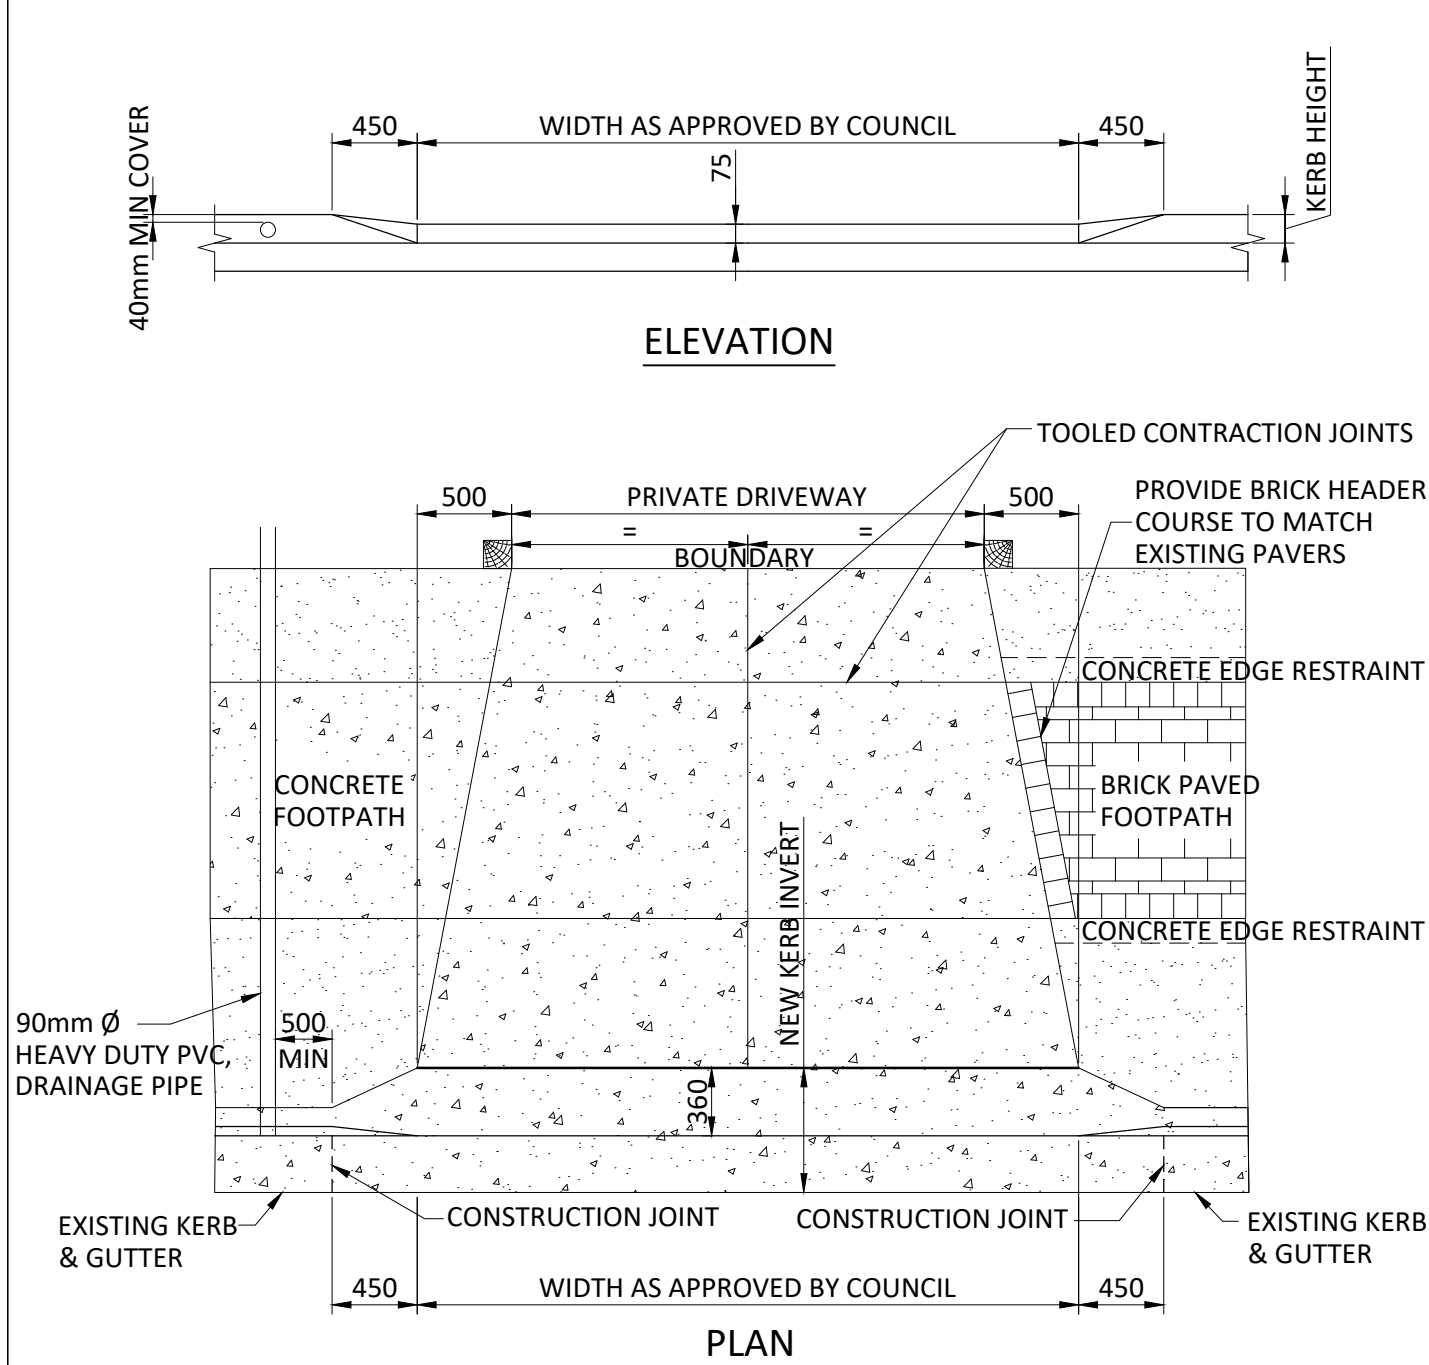 450
WIDTH AS APPROVED BY COUNCIL
450
KERB HEIGHT
40mm MIN COVER
75
ELEVATION
TOOLED CONTRACTION JOINTS
500
PRIVATE DRIVEWAY
500
PROVIDE BRICK HEADER
COURSE TO MATCH
EXISTING PAVERS
=
=
BOUNDARY
CONCRETE EDGE RESTRAINT
CONCRETE
FOOTPATH
BRICK PAVED
FOOTPATH
NEW KERB INVERT
CONCRETE EDGE RESTRAINT
90mm Ø
HEAVY DUTY PVC,
DRAINAGE PIPE
500
MIN
360
EXISTING KERB
& GUTTER
CONSTRUCTION JOINT
CONSTRUCTION JOINT
EXISTING KERB
& GUTTER
450
WIDTH AS APPROVED BY COUNCIL
450
PLAN